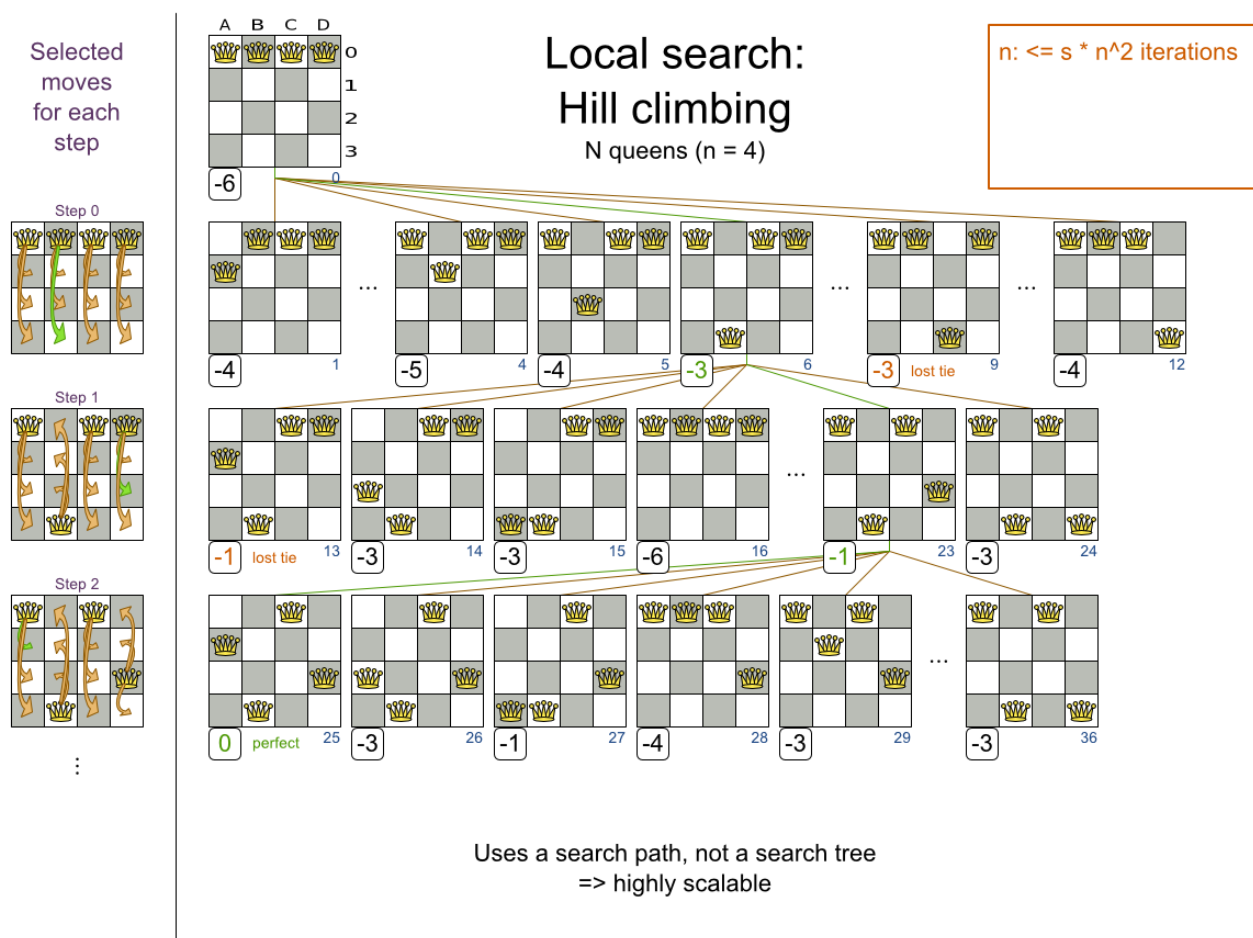 Selected
moves
for each
step
A B C D
0
1
2
3
-6
0
Local search:
Hill climbing
N queens (n = 4)
n: <= s * n^2 iterations
Step 0
... ... ...
-4 1
-5 4
-4 5
-3 6
-3 lost tie 9
-4 12
Step 1
...
-1 lost tie 13
-3 14
-3 15
-6 16
-1 23
-3 24
Step 2
...
0 perfect 25
-3 26
-1 27
-4 28
-3 29
-3 36
...
Uses a search path, not a search tree
=> highly scalable